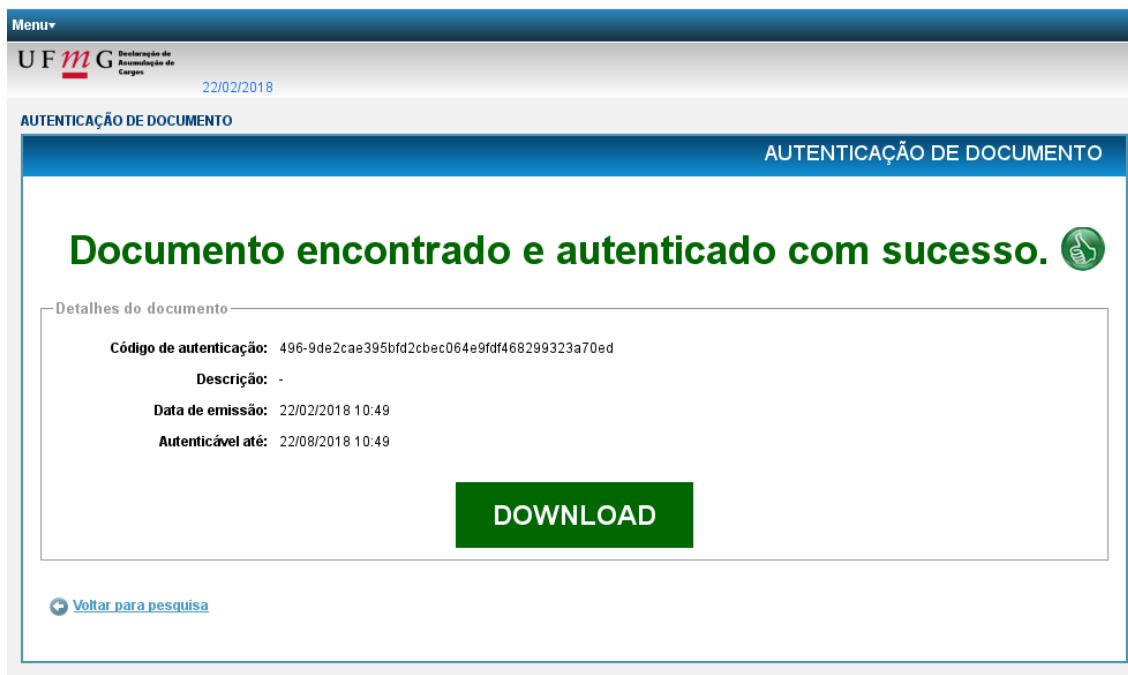 Menu▾
UFMG Declaração de
Acumulação de
Cargos
22/02/2018
AUTENTICAÇÃO DE DOCUMENTO
AUTENTICAÇÃO DE DOCUMENTO
Documento encontrado e autenticado com sucesso.
Detalhes do documento
Código de autenticação: 496-9de2cae395bfd2cbec064e9fdf468299323a70ed
Descrição: -
Data de emissão: 22/02/2018 10:49
Autenticável até: 22/08/2018 10:49
DOWNLOAD
Voltar para pesquisa